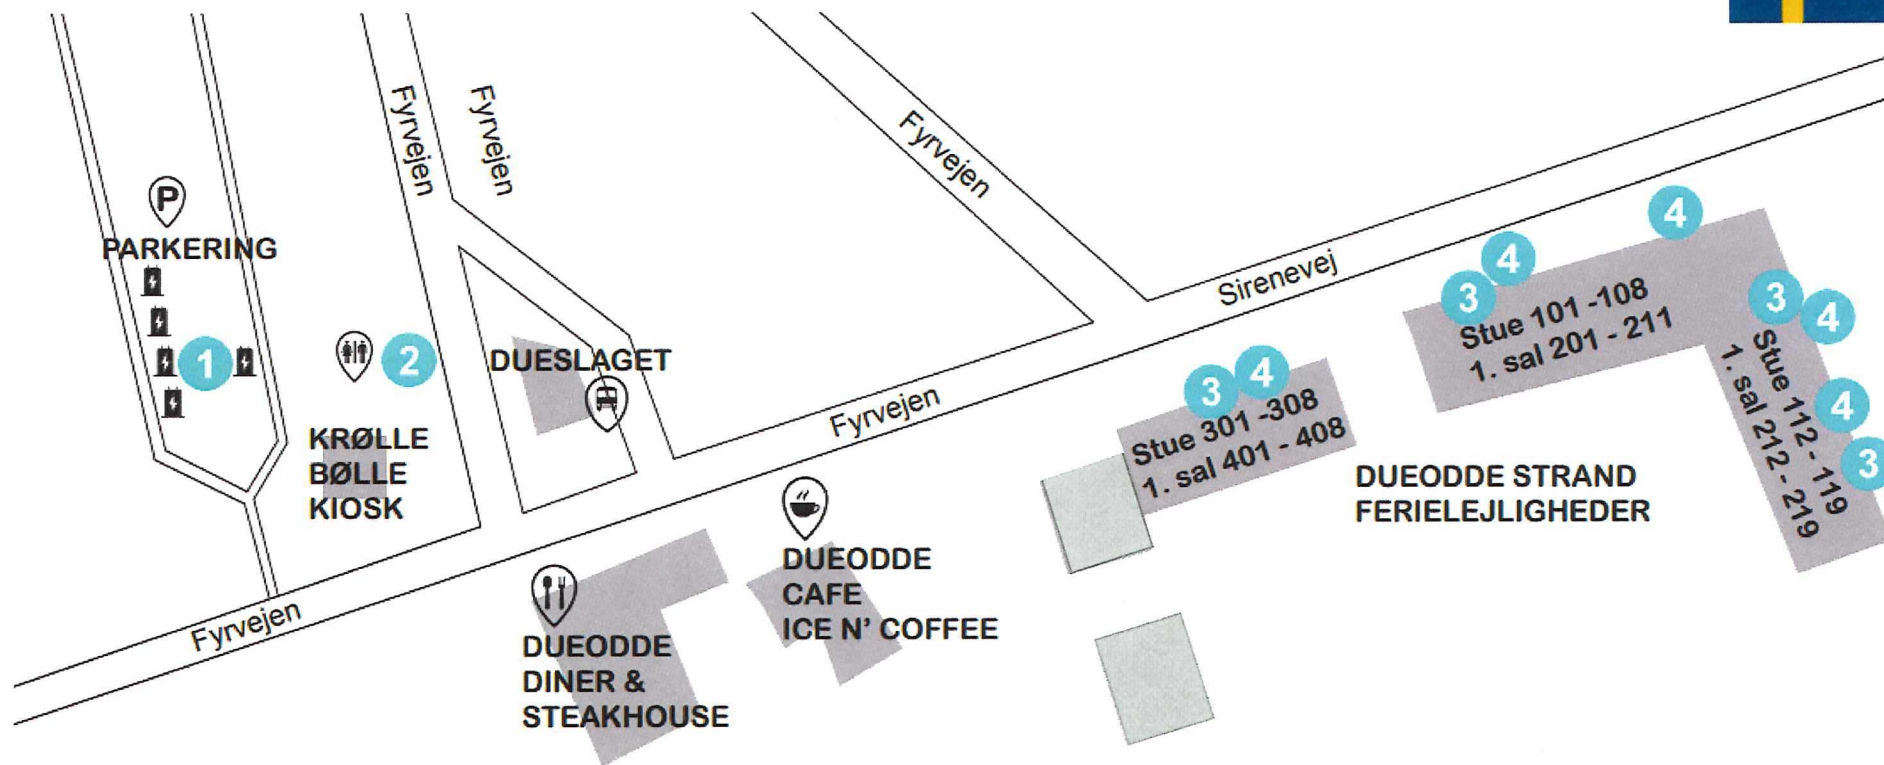 Fyrvejen
Fyrvejen
Fyrvejen
P
PARKERING
1
2
KRØLLE
BØLLE
KIOSK
DUESLAGET
Fyrvejen
Sirenevej
Fyrvejen
4
4
3
Stue 101 -108
1. sal 201 - 211
3
4
Stue 112 - 119
1. sal 212 - 219
4
3
3
4
Stue 301 -308
1. sal 401 - 408
DUEODDE STRAND
FERIELEJLIGHEDER
DUEODDE
CAFE
ICE N' COFFEE
DUEODDE
DINER &
STEAKHOUSE